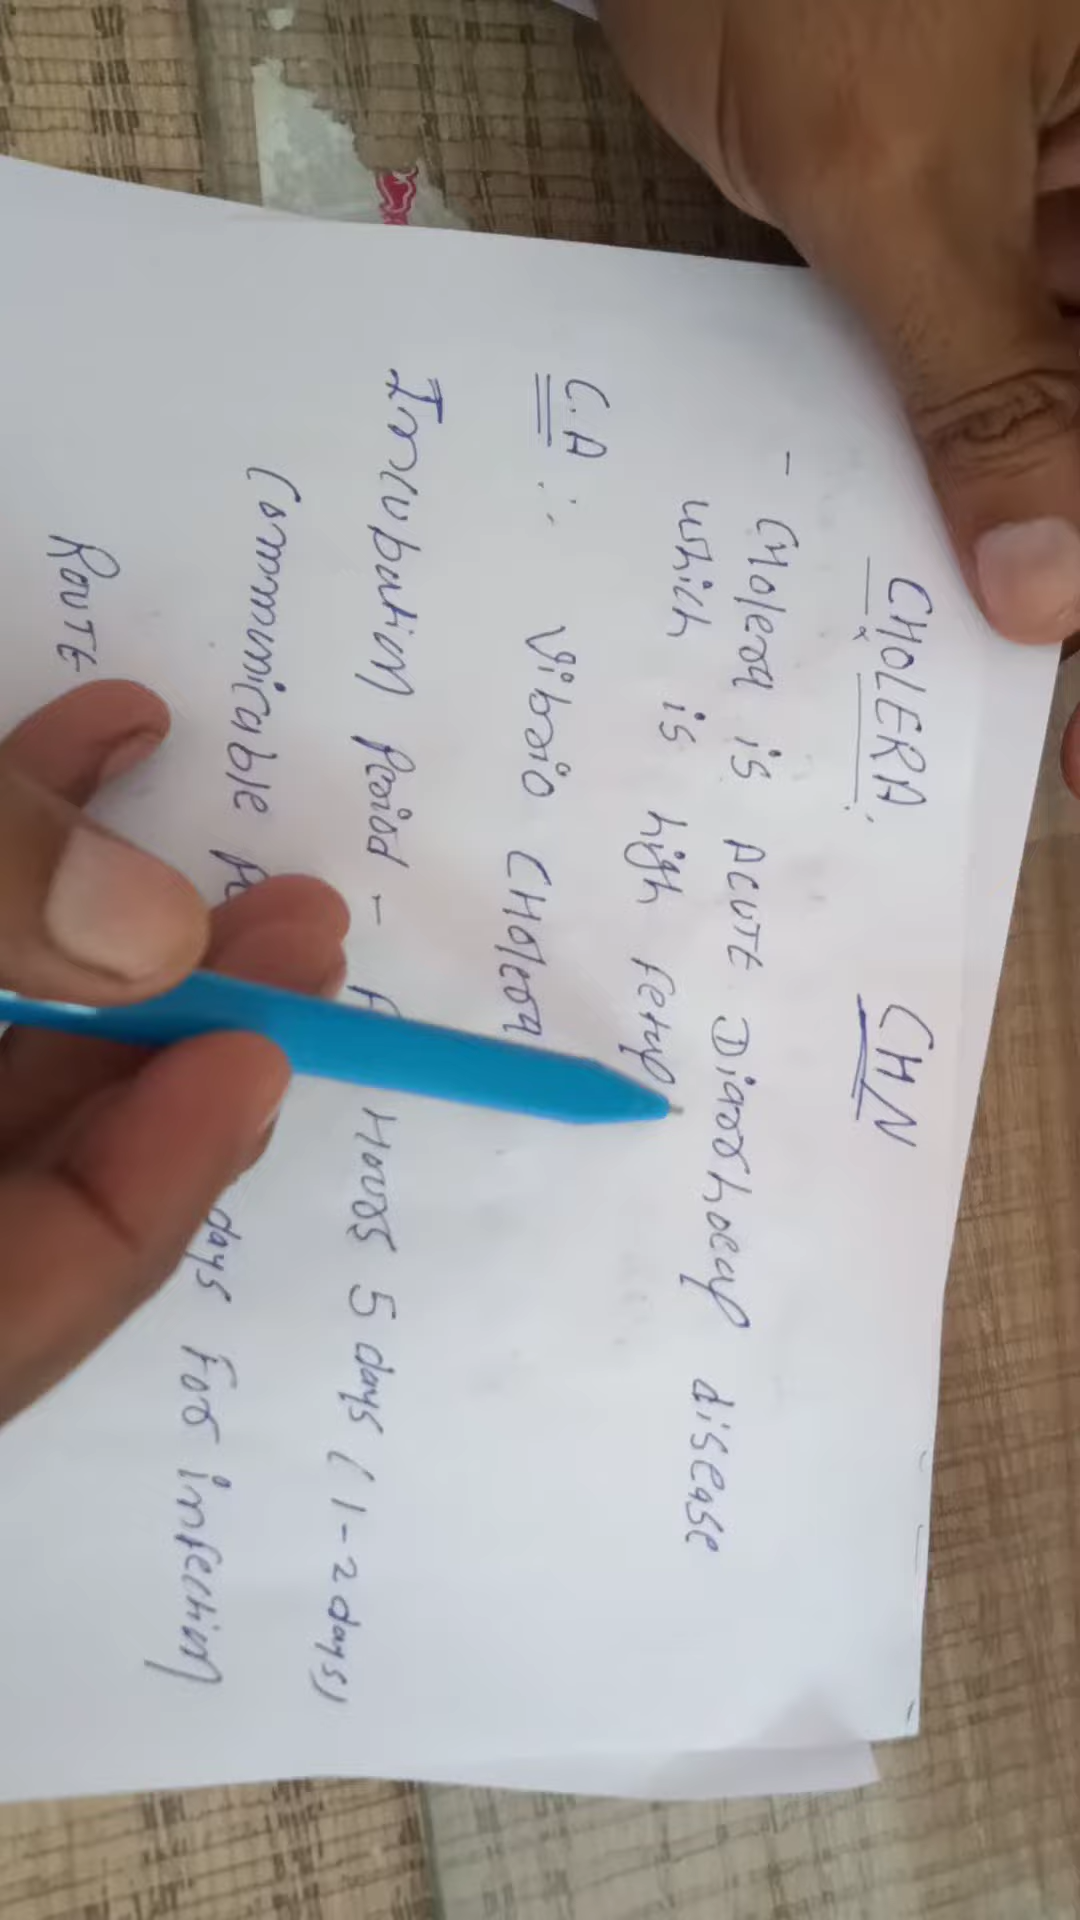 CHOLERA. CHN
- CHolera is ACUTE Diarrhoeal disease
which is high fetal
C.A :- Vibrio CHolera
Incubation Period - Hours 5 days (1-2 days)
Communicable days For infection
ROUTE